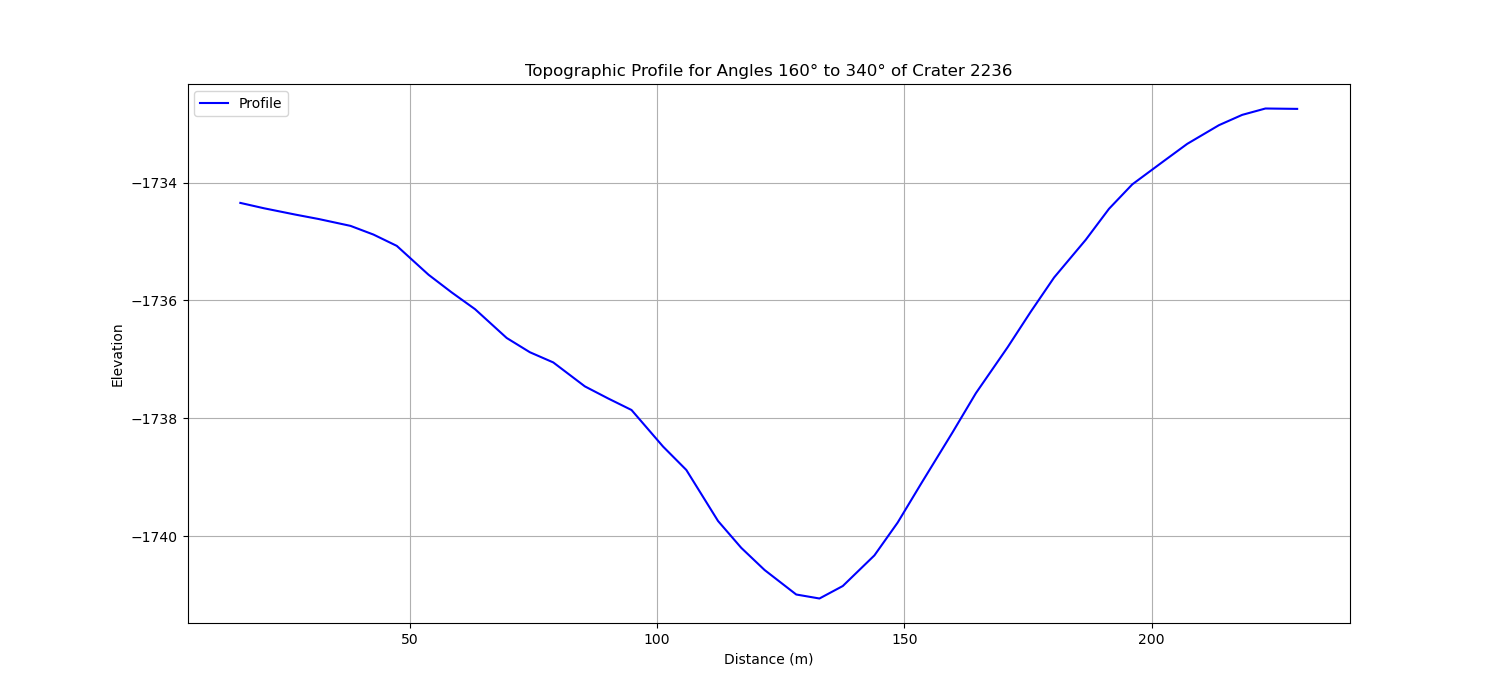 Topographic Profile for Angles 160° to 340° of Crater 2236
Profile
−1734
−1736
−1738
−1740
Elevation
50
100
150
200
Distance (m)